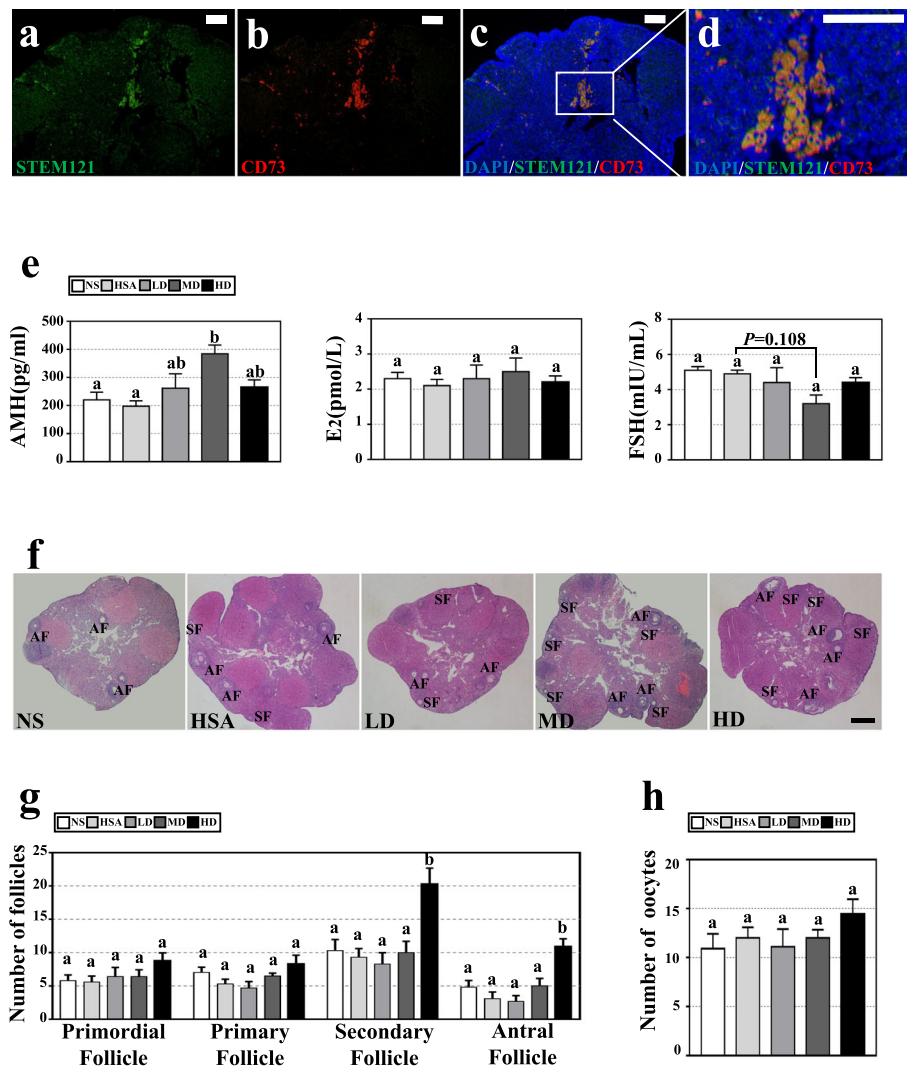 a b c d
STEM121 CD73 DAPI/STEM121/CD73 DAPI/STEM121/CD73
e
NS HSA LD MD HD
AMH(pg/ml)
500
400
300
200
100
0
a a ab b ab
E2(pmol/L)
4
3
2
1
0
a a a a a
FSH(mIU/mL)
8
6
4
2
0
P=0.108
a a a a a
f
AF AF AF NS
SF AF AF AF SF HSA
SF AF AF SF LD
SF AF SF SF AF SF MD
AF SF SF SF AF SF AF HD
g
NS HSA LD MD HD
Number of follicles
25
20
15
10
5
0
a a a a a
a a a a a
a a a a b
a a a a b
Primordial Follicle
Primary Follicle
Secondary Follicle
Antral Follicle
h
NS HSA LD MD HD
Number of oocytes
20
15
10
5
0
a a a a a